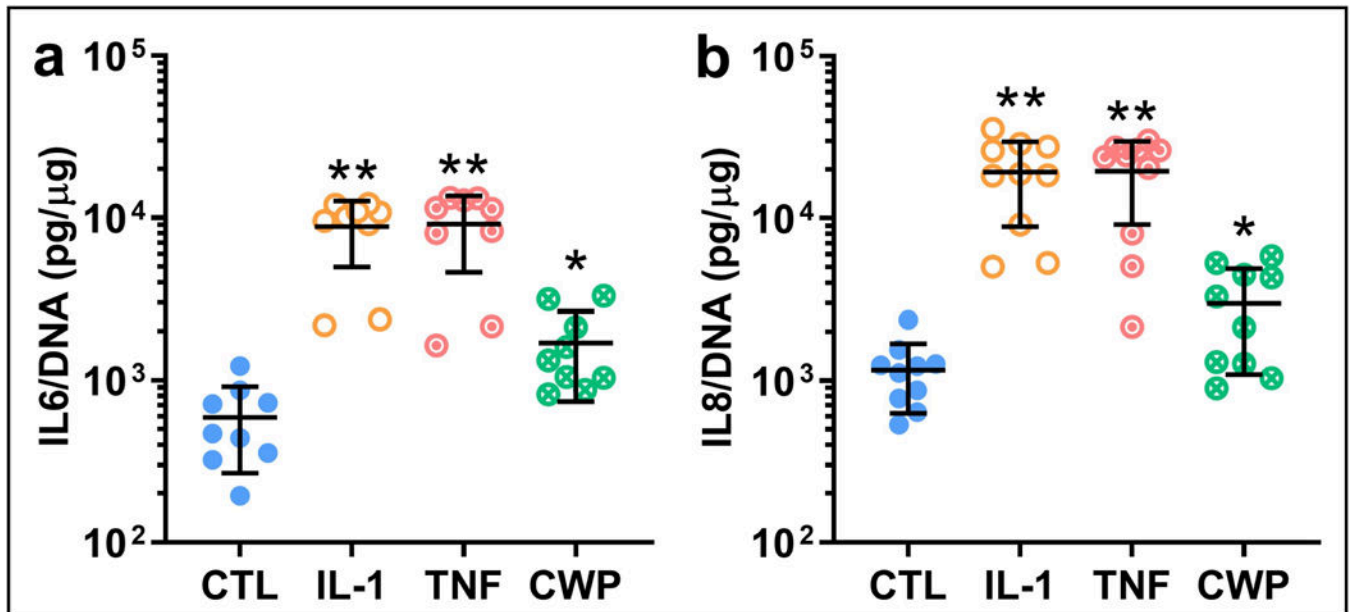 a
IL6/DNA (pg/μg)
10⁵
10⁴
10³
10²
**
**
*
CTL IL-1 TNF CWP
b
IL8/DNA (pg/μg)
10⁵
10⁴
10³
10²
**
**
*
CTL IL-1 TNF CWP